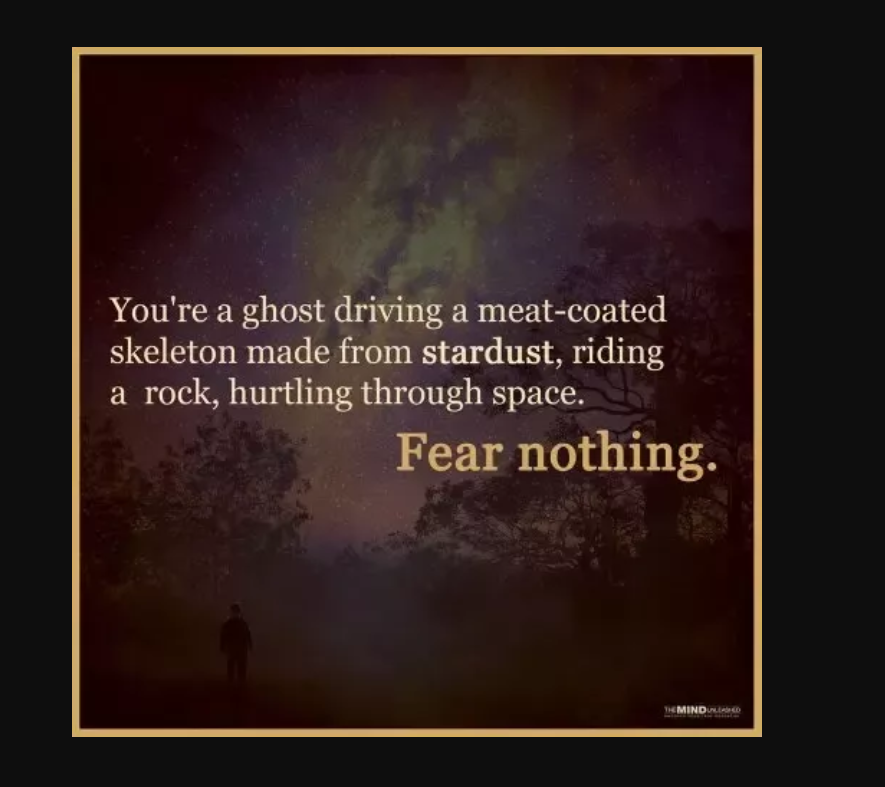 You're a ghost driving a meat-coated
skeleton made from stardust, riding
a  rock, hurtling through space.
Fear nothing.
THE MIND UNLEASHED